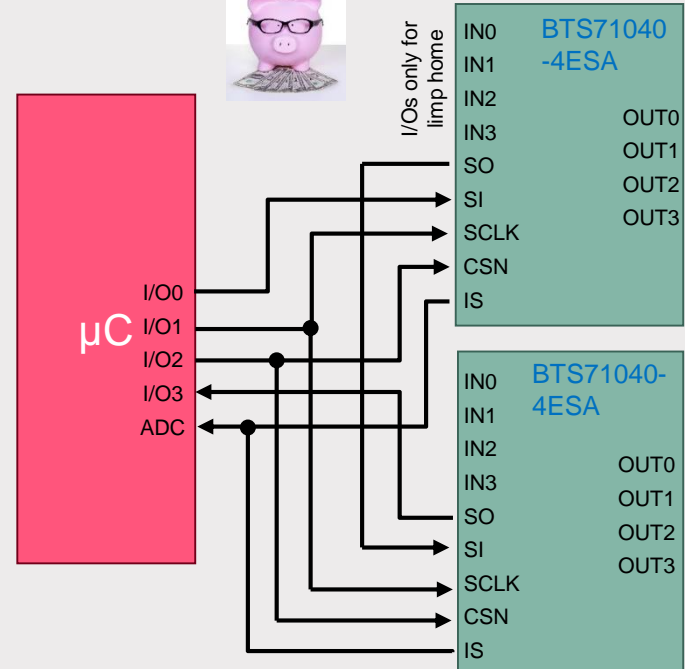 I/Os only for
limp home
IN0
BTS71040
-4ESA
IN1
IN2
IN3
OUT0
OUT1
OUT2
OUT3
SO
SI
SCLK
CSN
IS
µC
I/O0
I/O1
I/O2
I/O3
ADC
IN0
BTS71040-
4ESA
IN1
IN2
IN3
OUT0
OUT1
OUT2
OUT3
SO
SI
SCLK
CSN
IS